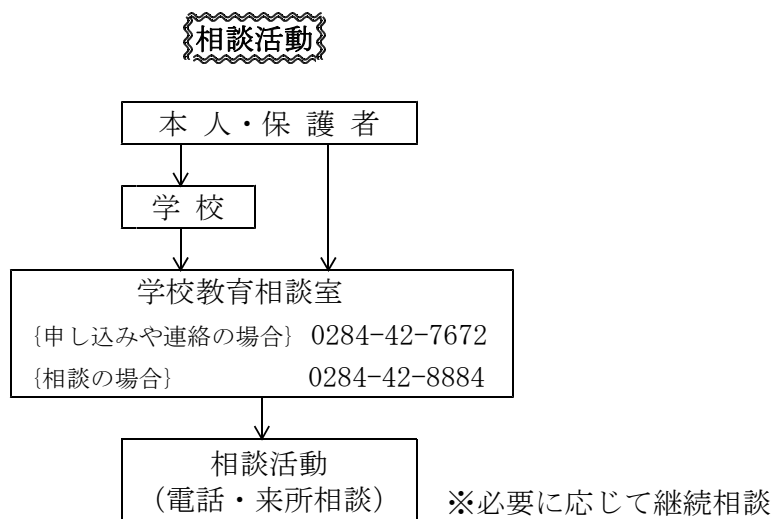 相談活動
本 人・保 護 者
学 校
学校教育相談室
{申し込みや連絡の場合} 0284-42-7672
{相談の場合} 0284-42-8884
相談活動
（電話・来所相談） ※必要に応じて継続相談